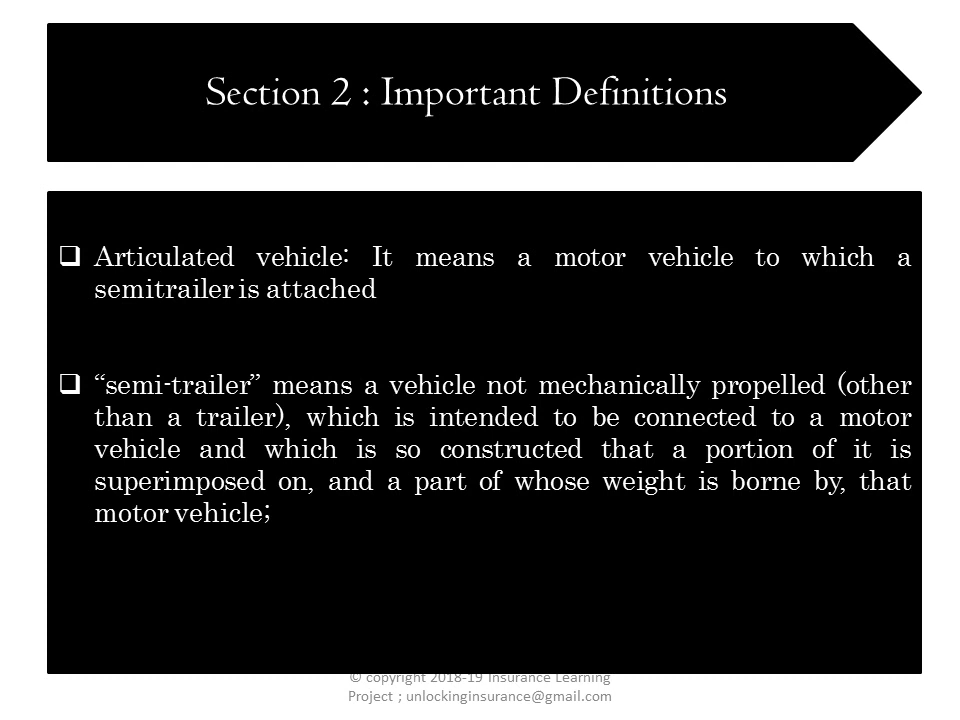 Section 2 : Important Definitions
Articulated vehicle: It means a motor vehicle to which a
semitrailer is attached
“semi-trailer” means a vehicle not mechanically propelled (other
than a trailer), which is intended to be connected to a motor
vehicle and which is so constructed that a portion of it is
superimposed on, and a part of whose weight is borne by, that
motor vehicle;
© copyright 2018-19 Insurance Learning
Project ; unlockinginsurance@gmail.com